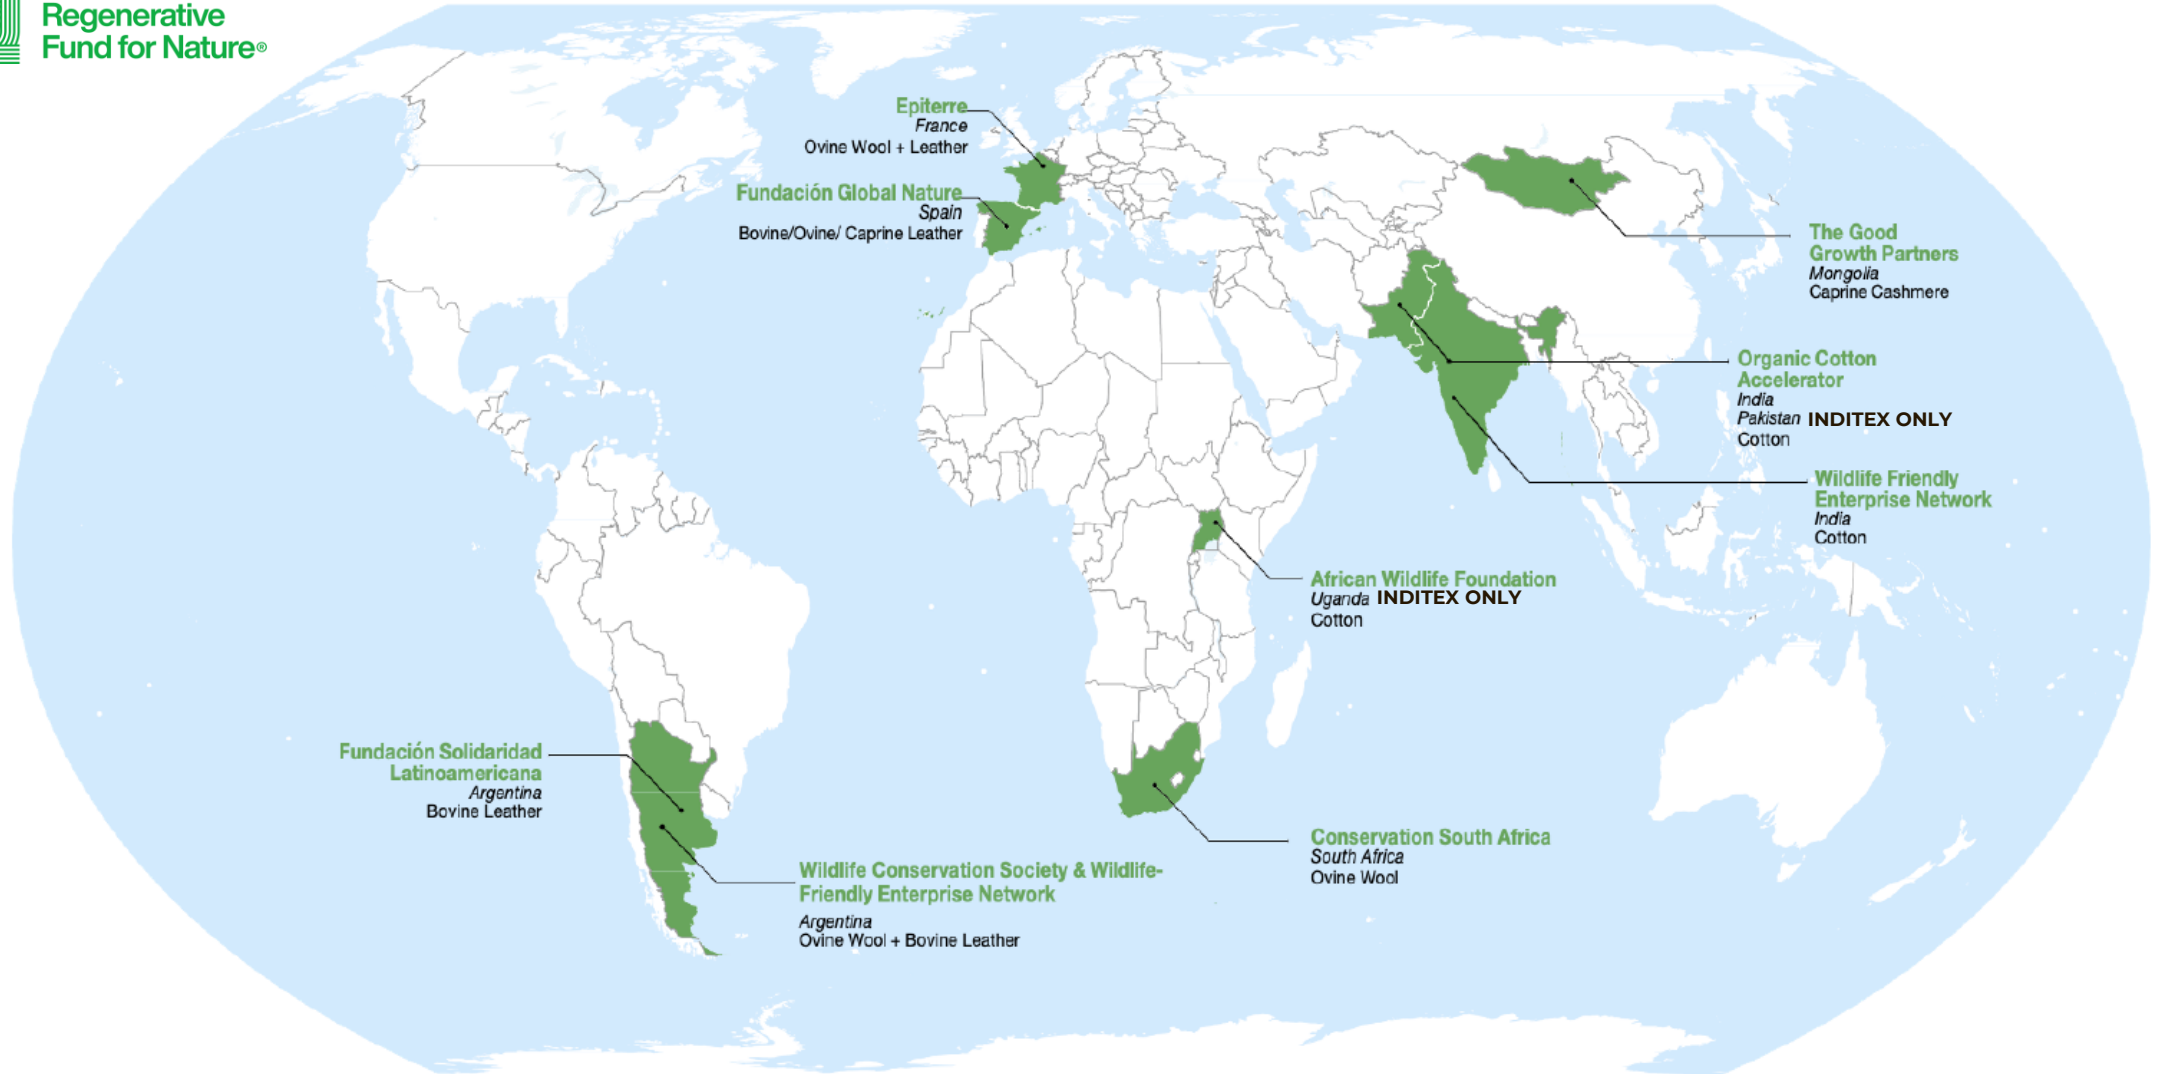 Regenerative
Fund for Nature®
Epiterre
France
Ovine Wool + Leather
Fundación Global Nature
Spain
Bovine/Ovine/ Caprine Leather
The Good
Growth Partners
Mongolia
Caprine Cashmere
Organic Cotton
Accelerator
India
Pakistan INDITEX ONLY
Cotton
Wildlife Friendly
Enterprise Network
India
Cotton
African Wildlife Foundation
Uganda INDITEX ONLY
Cotton
Fundación Solidaridad
Latinoamericana
Argentina
Bovine Leather
Conservation South Africa
South Africa
Ovine Wool
Wildlife Conservation Society & Wildlife-
Friendly Enterprise Network
Argentina
Ovine Wool + Bovine Leather